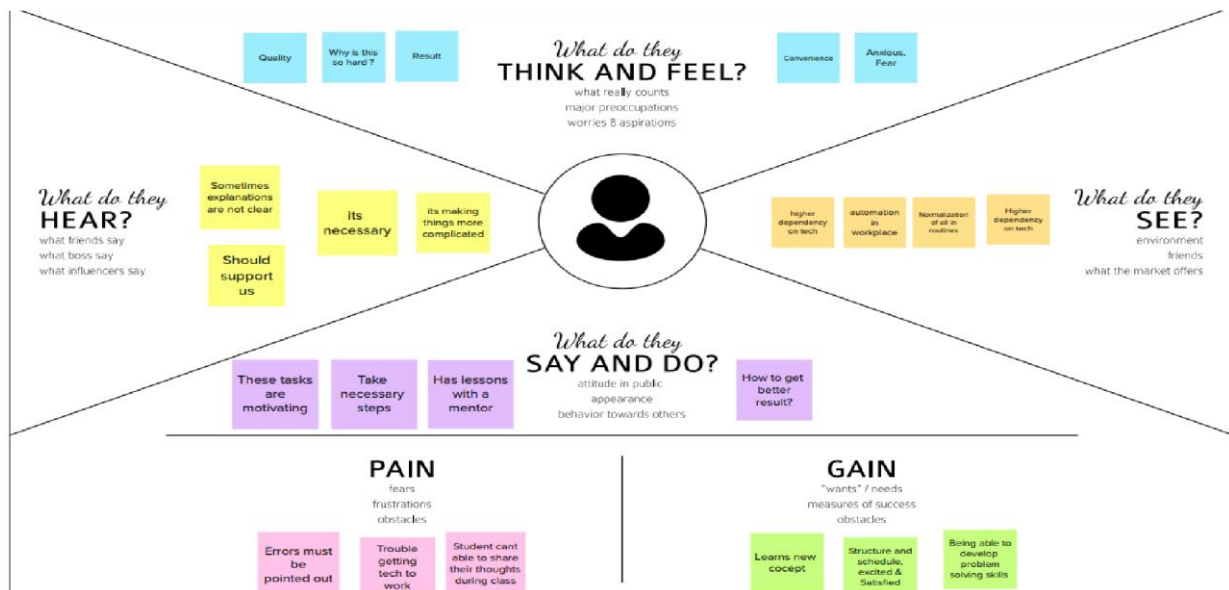 What do they
THINK AND FEEL?
what really counts
major preoccupations
worries & aspirations
Quality
Why is this
so hard ?
Result
Convenience
Anxious,
Fear
What do they
HEAR?
what friends say
what boss say
what influencers say
Sometimes
explanations
are not clear
its
necessary
its making
things more
complicated
Should
support
us
What do they
SEE?
environment
friends
what the market offers
higher
dependency
on tech
automation
in
workplace
Normalization
of all in
routines
Higher
dependency
on tech
What do they
SAY AND DO?
attitude in public
appearance
behavior towards others
These tasks
are
motivating
Take
necessary
steps
Has lessons
with a
mentor
How to get
better
result?
PAIN
fears
frustrations
obstacles
Errors must
be
pointed out
Trouble
getting
tech to
work
Student cant
able to share
their thoughts
during class
GAIN
"wants" / needs
measures of success
obstacles
Learns new
cocept
Structure and
schedule,
excited &
Satisfied
Being able to
develop
problem
solving skills